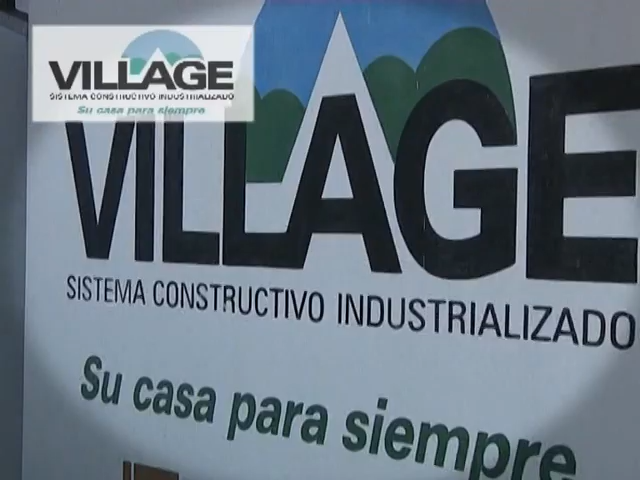 VILLAGE
SISTEMA CONSTRUCTIVO INDUSTRIALIZADO
Su casa para siempre
VILLAGE
SISTEMA CONSTRUCTIVO INDUSTRIALIZADO
Su casa para siempre